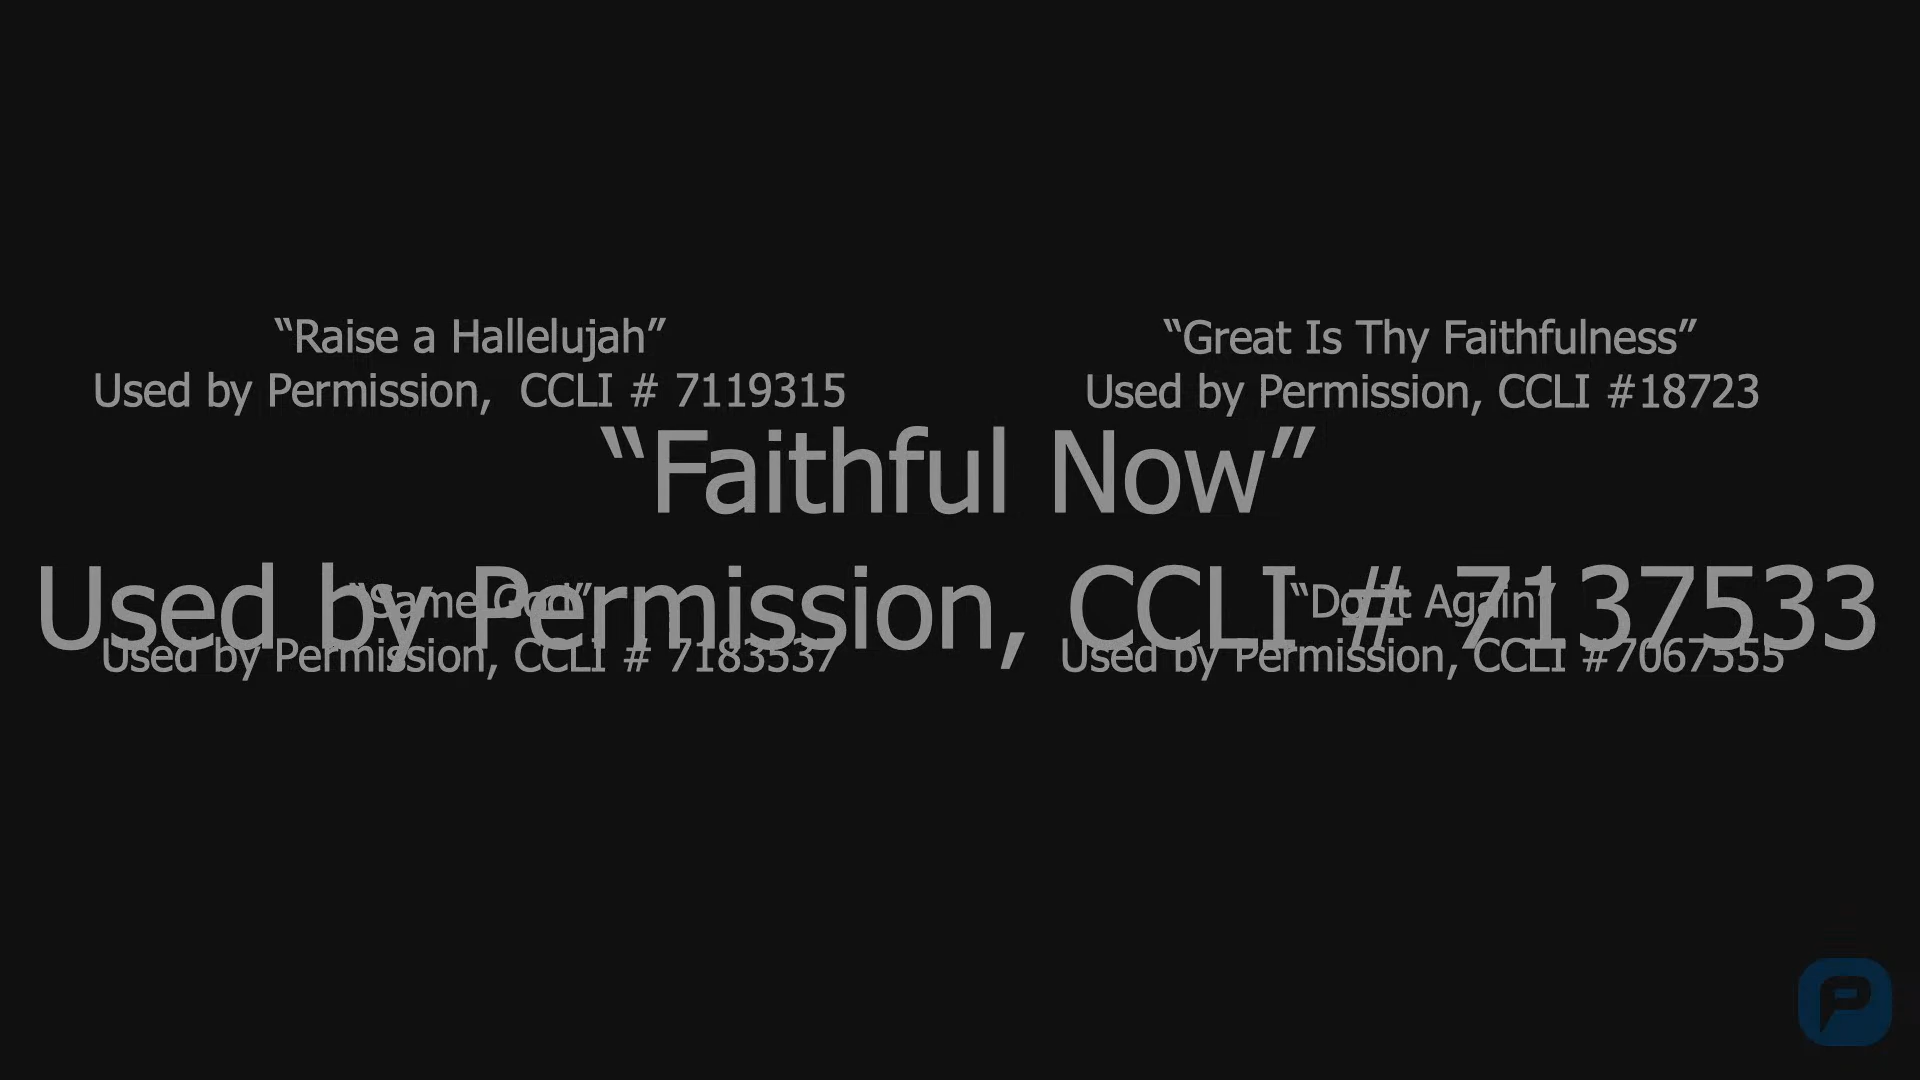 “Raise a Hallelujah”
Used by Permission,  CCLI # 7119315
“Great Is Thy Faithfulness”
Used by Permission, CCLI #18723
“Faithful Now”
Used by Permission, CCLI # 7137533
“Same God”
Used by Permission, CCLI # 7183537
“Do It Again”
Used by Permission, CCLI #7067555